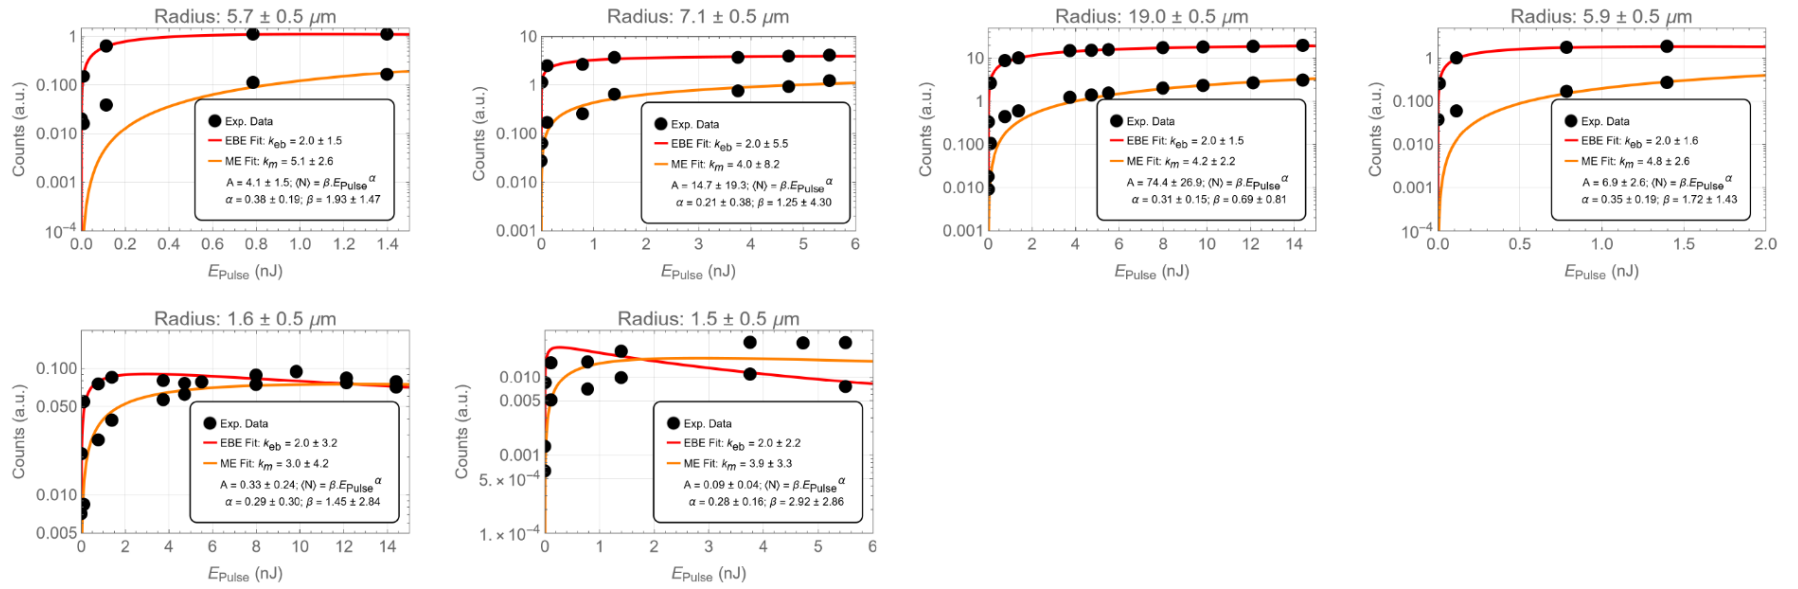 Radius: 5.7 ± 0.5 μm
Counts (a.u.)
1
0.100
0.010
0.001
10⁻⁴
0.0 0.2 0.4 0.6 0.8 1.0 1.2 1.4
E_Pulse (nJ)
Exp. Data
EBE Fit: k_eb = 2.0 ± 1.5
ME Fit: k_m = 5.1 ± 2.6
A = 4.1 ± 1.5; ⟨N⟩ = β.E_Pulse^α
α = 0.38 ± 0.19; β = 1.93 ± 1.47
Radius: 7.1 ± 0.5 μm
Counts (a.u.)
10
1
0.100
0.010
0.001
0 1 2 3 4 5 6
E_Pulse (nJ)
Exp. Data
EBE Fit: k_eb = 2.0 ± 5.5
ME Fit: k_m = 4.0 ± 8.2
A = 14.7 ± 19.3; ⟨N⟩ = β.E_Pulse^α
α = 0.21 ± 0.38; β = 1.25 ± 4.30
Radius: 19.0 ± 0.5 μm
Counts (a.u.)
10
1
0.100
0.010
0.001
0 2 4 6 8 10 12 14
E_Pulse (nJ)
Exp. Data
EBE Fit: k_eb = 2.0 ± 1.5
ME Fit: k_m = 4.2 ± 2.2
A = 74.4 ± 26.9; ⟨N⟩ = β.E_Pulse^α
α = 0.31 ± 0.15; β = 0.69 ± 0.81
Radius: 5.9 ± 0.5 μm
Counts (a.u.)
1
0.100
0.010
0.001
10⁻⁴
0.0 0.5 1.0 1.5 2.0
E_Pulse (nJ)
Exp. Data
EBE Fit: k_eb = 2.0 ± 1.6
ME Fit: k_m = 4.8 ± 2.6
A = 6.9 ± 2.6; ⟨N⟩ = β.E_Pulse^α
α = 0.35 ± 0.19; β = 1.72 ± 1.43
Radius: 1.6 ± 0.5 μm
Counts (a.u.)
0.100
0.050
0.010
0.005
0 2 4 6 8 10 12 14
E_Pulse (nJ)
Exp. Data
EBE Fit: k_eb = 2.0 ± 3.2
ME Fit: k_m = 3.0 ± 4.2
A = 0.33 ± 0.24; ⟨N⟩ = β.E_Pulse^α
α = 0.29 ± 0.30; β = 1.45 ± 2.84
Radius: 1.5 ± 0.5 μm
Counts (a.u.)
0.010
0.005
0.001
5. × 10⁻⁴
1. × 10⁻⁴
0 1 2 3 4 5 6
E_Pulse (nJ)
Exp. Data
EBE Fit: k_eb = 2.0 ± 2.2
ME Fit: k_m = 3.9 ± 3.3
A = 0.09 ± 0.04; ⟨N⟩ = β.E_Pulse^α
α = 0.28 ± 0.16; β = 2.92 ± 2.86